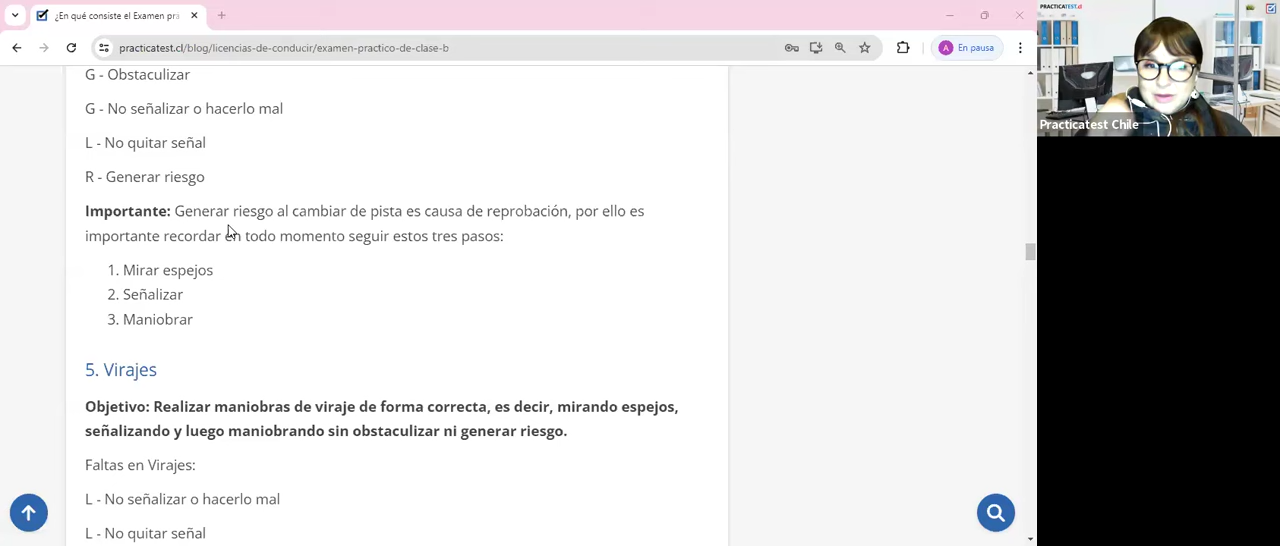 ¿En qué consiste el Examen pra
practicatest.cl/blog/licencias-de-conducir/examen-practico-de-clase-b
A
En pausa
G - Obstaculizar
G - No señalizar o hacerlo mal
L - No quitar señal
R - Generar riesgo
Importante: Generar riesgo al cambiar de pista es causa de reprobación, por ello es
importante recordar en todo momento seguir estos tres pasos:
1. Mirar espejos
2. Señalizar
3. Maniobrar
5. Virajes
Objetivo: Realizar maniobras de viraje de forma correcta, es decir, mirando espejos,
señalizando y luego maniobrando sin obstaculizar ni generar riesgo.
Faltas en Virajes:
L - No señalizar o hacerlo mal
L - No quitar señal
PRACTICATEST.cl
Practicatest Chile